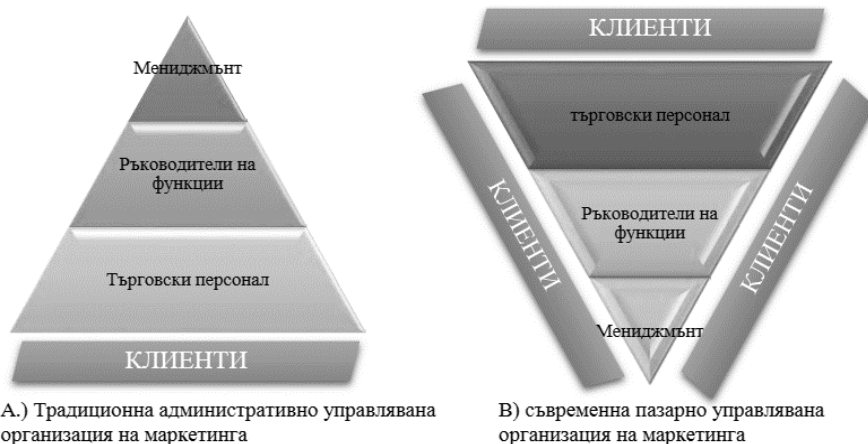 Мениджмънт
Ръководители на
функции
Търговски персонал
КЛИЕНТИ
А.) Традиционна административно управлявана
организация на маркетинга
КЛИЕНТИ
търговски персонал
Ръководители на
функции
Мениджмънт
КЛИЕНТИ
КЛИЕНТИ
В) съвременна пазарно управлявана
организация на маркетинга